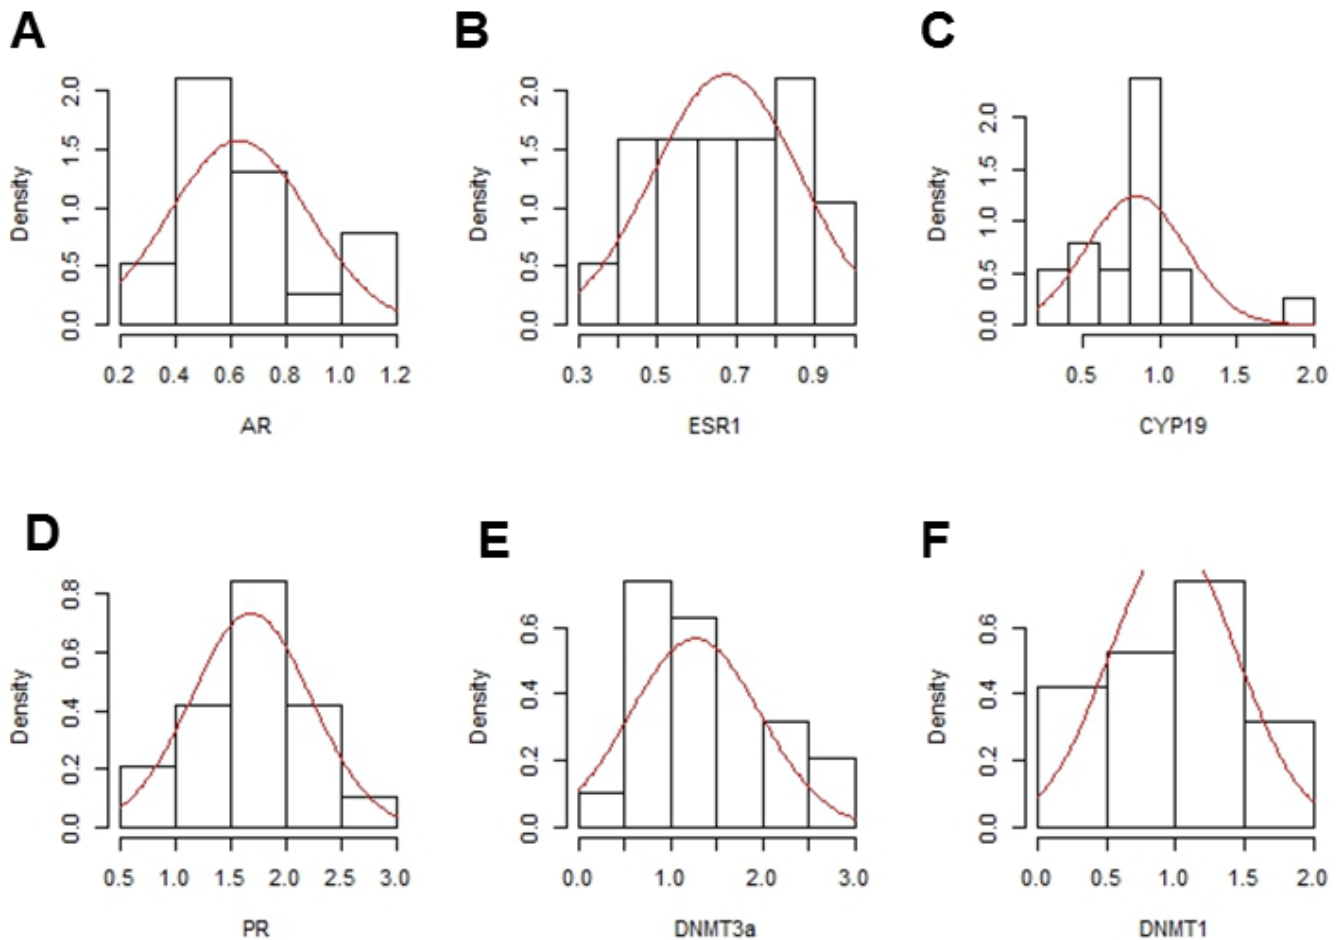 A
Density
0.0 0.5 1.0 1.5 2.0
0.2 0.4 0.6 0.8 1.0 1.2
AR
B
Density
0.0 0.5 1.0 1.5 2.0
0.3 0.5 0.7 0.9
ESR1
C
Density
0.0 0.5 1.0 1.5 2.0
0.5 1.0 1.5 2.0
CYP19
D
Density
0.0 0.2 0.4 0.6 0.8
0.5 1.0 1.5 2.0 2.5 3.0
PR
E
Density
0.0 0.2 0.4 0.6
0.0 1.0 2.0 3.0
DNMT3a
F
Density
0.0 0.2 0.4 0.6
0.0 0.5 1.0 1.5 2.0
DNMT1